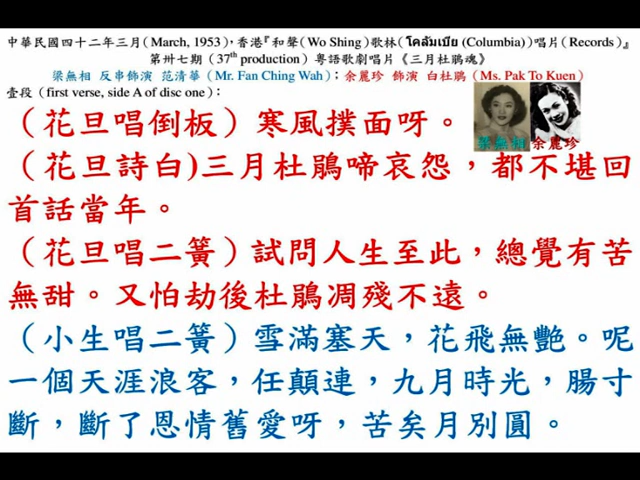 中華民國四十二年三月(March, 1953)，香港『和聲(Wo Shing)歌林(โคลัมเบีย (Columbia))唱片(Records)』
第卅七期（37th production）粵語歌劇唱片《三月杜鵑魂》
梁無相 反串飾演 范清華 (Mr. Fan Ching Wah)；余麗珍 飾演 白杜鵑 (Ms. Pak To Kuen)
壹段 (first verse, side A of disc one)：
（花旦唱倒板）寒風撲面呀。
梁無相 余麗珍
（花旦詩白)三月杜鵑啼哀怨，都不堪回
首話當年。
（花旦唱二簧）試問人生至此，總覺有苦
無甜。又怕劫後杜鵑凋殘不遠。
（小生唱二簧）雪滿塞天，花飛無艷。呢
一個天涯浪客，任顛連，九月時光，腸寸
斷，斷了恩情舊愛呀，苦矣月別圓。